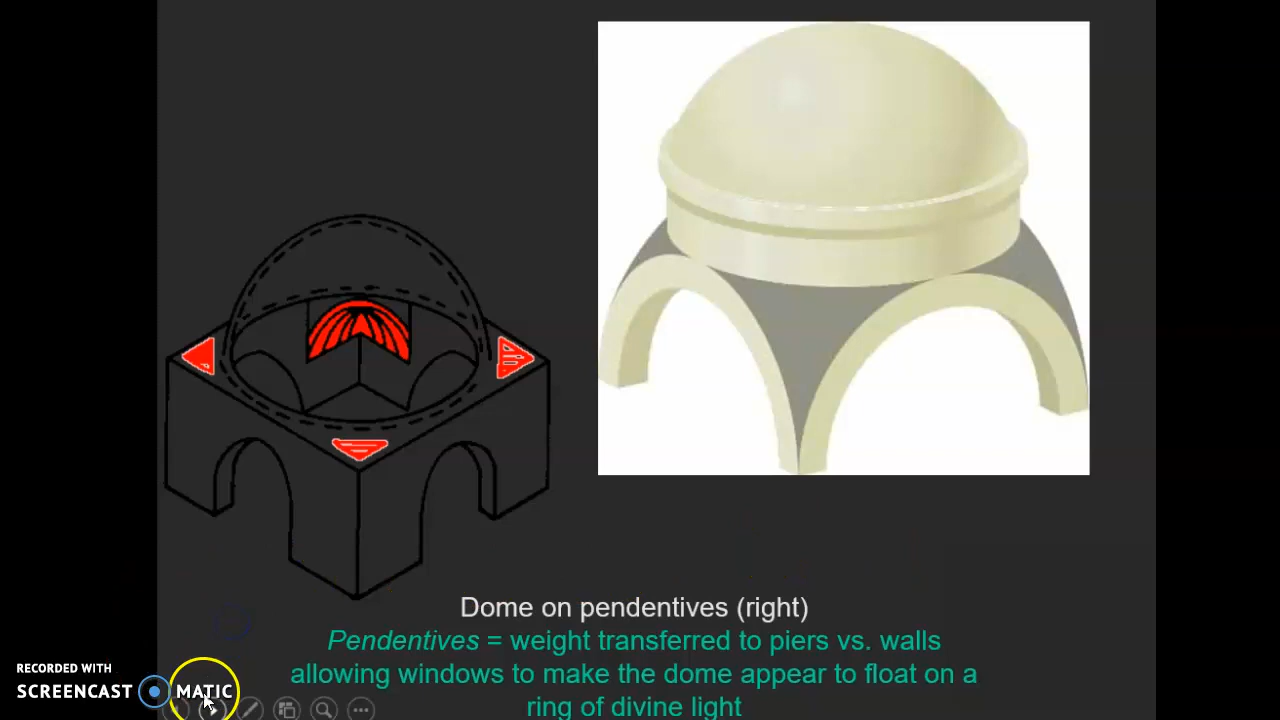 Dome on pendentives (right)
Pendentives = weight transferred to piers vs. walls
allowing windows to make the dome appear to float on a
ring of divine light
RECORDED WITH
SCREENCAST MATIC